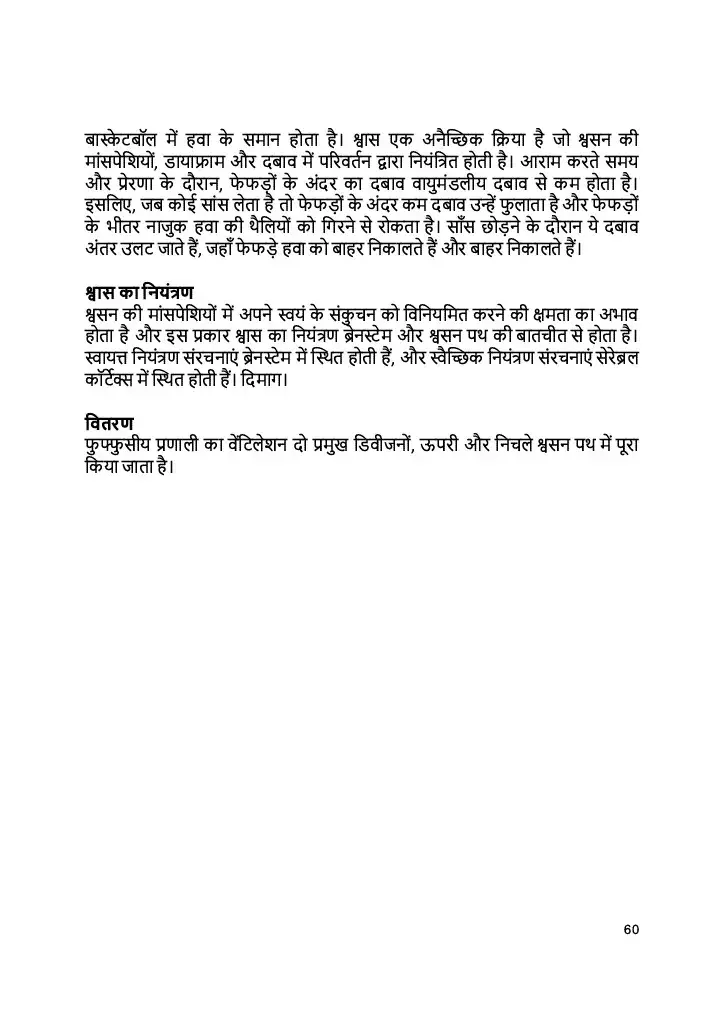 बास्केटबॉल में हवा के समान होता है। श्वास एक अनैच्छिक क्रिया है जो श्वसन की
मांसपेशियों, डायाफ्राम और दबाव में परिवर्तन द्वारा नियंत्रित होती है। आराम करते समय
और प्रेरणा के दौरान, फेफड़ों के अंदर का दबाव वायुमंडलीय दबाव से कम होता है।
इसलिए, जब कोई सांस लेता है तो फेफड़ों के अंदर कम दबाव उन्हें फुलाता है और फेफड़ों
के भीतर नाजुक हवा की थैलियों को गिरने से रोकता है। साँस छोड़ने के दौरान ये दबाव
अंतर उलट जाते हैं, जहाँ फेफड़े हवा को बाहर निकालते हैं और बाहर निकालते हैं।
श्वास का नियंत्रण
श्वसन की मांसपेशियों में अपने स्वयं के संकुचन को विनियमित करने की क्षमता का अभाव
होता है और इस प्रकार श्वास का नियंत्रण ब्रेनस्टेम और श्वसन पथ की बातचीत से होता है।
स्वायत्त नियंत्रण संरचनाएं ब्रेनस्टेम में स्थित होती हैं, और स्वैच्छिक नियंत्रण संरचनाएं सेरेब्रल
कॉर्टेक्स में स्थित होती हैं। दिमाग।
वितरण
फुफ्फुसीय प्रणाली का वेंटिलेशन दो प्रमुख डिवीजनों, ऊपरी और निचले श्वसन पथ में पूरा
किया जाता है।
60